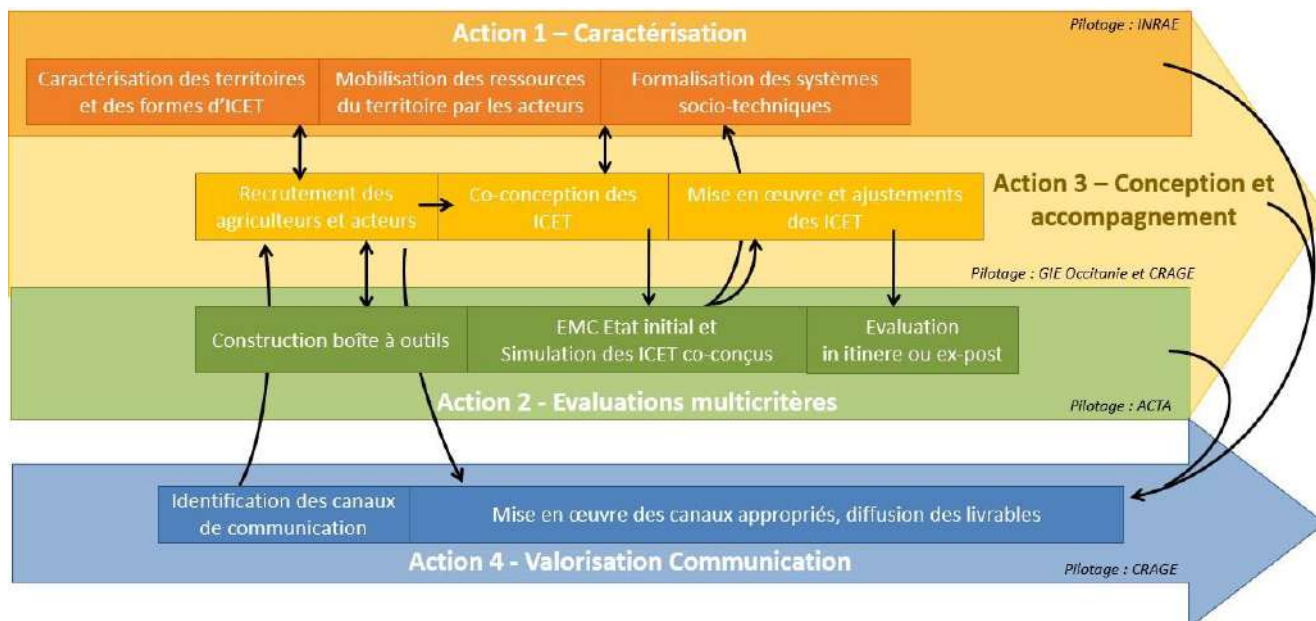 Pilotage : INRAE
Action 1 – Caractérisation
Caractérisation des territoires
et des formes d'ICET
Mobilisation des ressources
du territoire par les acteurs
Formalisation des systèmes
socio-techniques
Recrutement des
agriculteurs et acteurs
Co-conception des
ICET
Mise en œuvre et ajustements
des ICET
Action 3 – Conception et
accompagnement
Pilotage : GIE Occitanie et CRAGE
Construction boîte à outils
EMC Etat initial et
Simulation des ICET co-conçus
Evaluation
in itinere ou ex-post
Action 2 - Evaluations multicritères
Pilotage : ACTA
Identification des canaux
de communication
Mise en œuvre des canaux appropriés, diffusion des livrables
Action 4 - Valorisation Communication
Pilotage : CRAGE